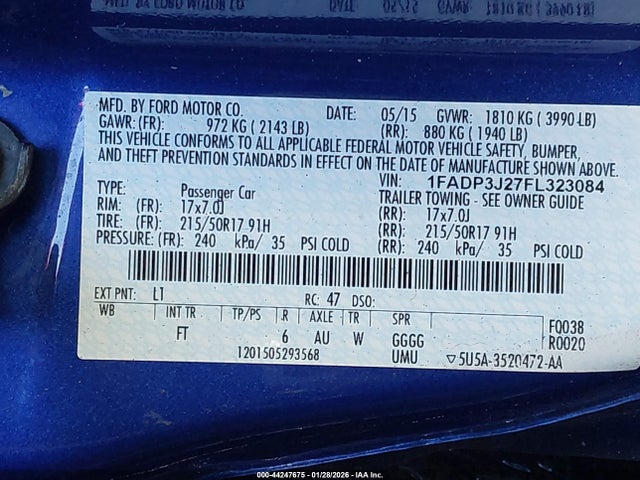 MFD. BY FORD MOTOR CO. DATE: 05/15 GVWR: 1810 KG ( 3990 LB)
GAWR: (FR): 972 KG ( 2143 LB) (RR): 880 KG ( 1940 LB)
THIS VEHICLE CONFORMS TO ALL APPLICABLE FEDERAL MOTOR VEHICLE SAFETY, BUMPER,
AND THEFT PREVENTION STANDARDS IN EFFECT ON THE DATE OF MANUFACTURE SHOWN ABOVE.
VIN: 1FADP3J27FL323084
TYPE: Passenger Car TRAILER TOWING - SEE OWNER GUIDE
RIM: (FR): 17x7.0J (RR): 17x7.0J
TIRE: (FR): 215/50R17 91H (RR): 215/50R17 91H
PRESSURE: (FR): 240 kPa/ 35 PSI COLD (RR): 240 kPa/ 35 PSI COLD
EXT PNT: L1 RC: 47 DSO:
WB INT TR TP/PS R AXLE TR SPR F0038
FT 6 AU W GGGG R0020
1201505293568 UMU ▽5U5A-3520472-AA
000-44247675 - 01/28/2026 - IAA Inc.